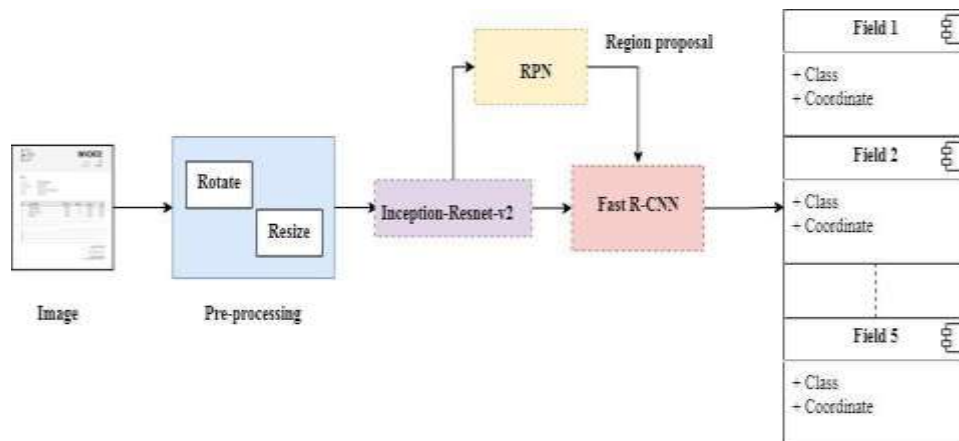 Field 1
Region proposal
RPN
+ Class
+ Coordinate
INVOICE
Field 2
Rotate
Inception-Resnet-v2
Fast R-CNN
+ Class
+ Coordinate
Resize
Image
Pre-processing
Field 5
+ Class
+ Coordinate